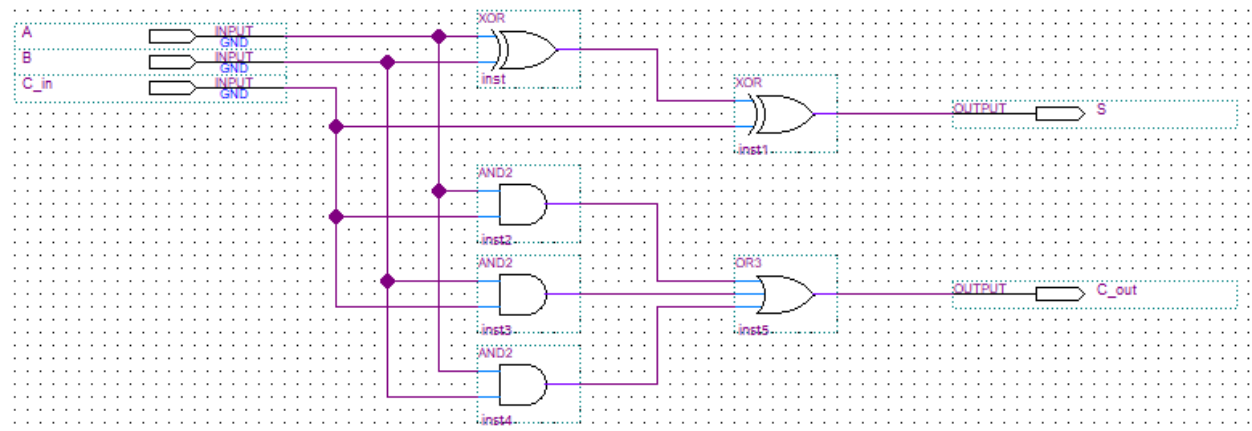 A
INPUT
GND
B
INPUT
GND
C_in
INPUT
GND
XOR
inst
XOR
inst1
OUTPUT
S
AND2
inst2
AND2
inst3
OR3
inst5
OUTPUT
C_out
AND2
inst4